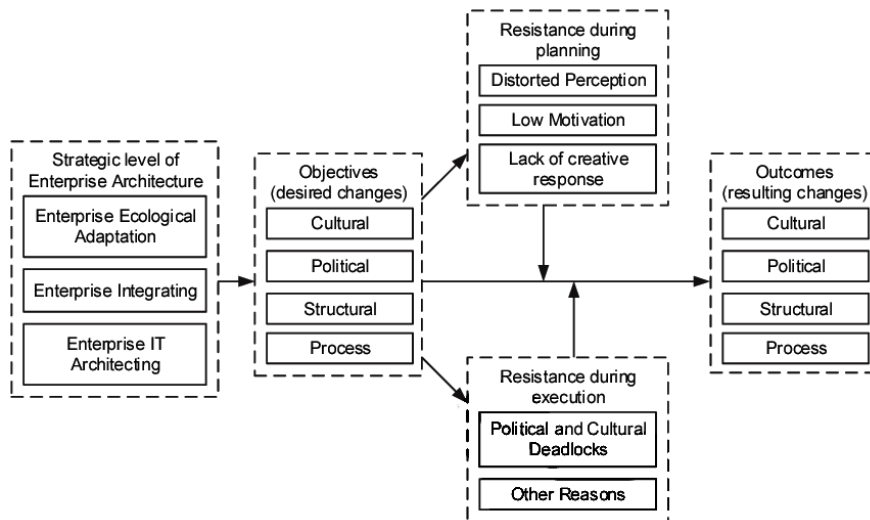 Strategic level of
Enterprise Architecture
Enterprise Ecological
Adaptation
Enterprise Integrating
Enterprise IT
Architecting
Objectives
(desired changes)
Cultural
Political
Structural
Process
Resistance during
planning
Distorted Perception
Low Motivation
Lack of creative
response
Resistance during
execution
Political and Cultural
Deadlocks
Other Reasons
Outcomes
(resulting changes)
Cultural
Political
Structural
Process